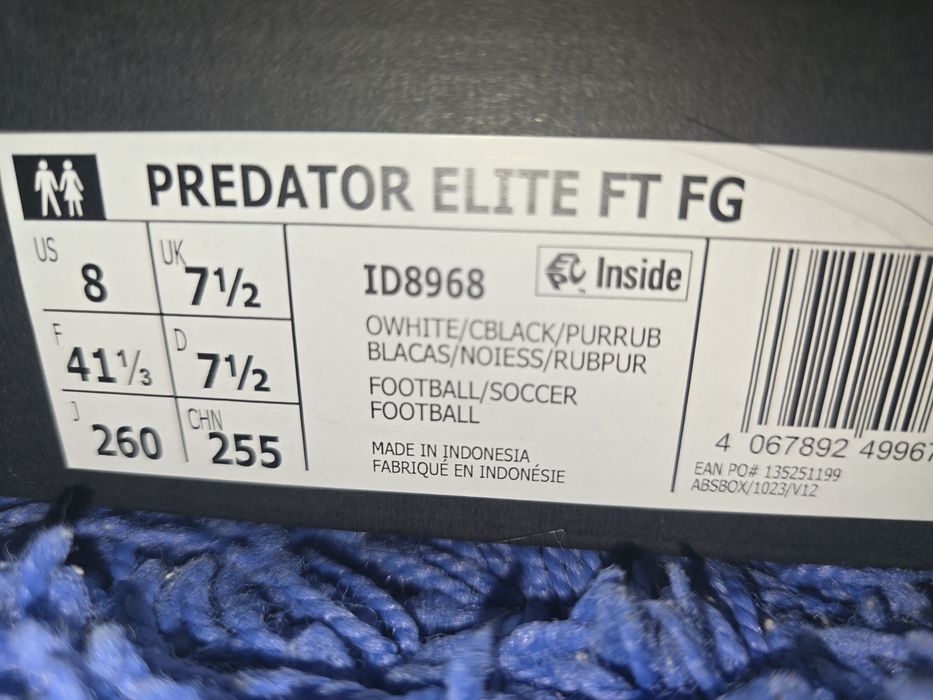 PREDATOR ELITE FT FG
US 8
UK 7½
F 41⅓
D 7½
J 260
CHN 255
ID8968
EPC Inside
™
OWHITE/CBLACK/PURRUB
BLACAS/NOIESS/RUBPUR
FOOTBALL/SOCCER
FOOTBALL
MADE IN INDONESIA
FABRIQUÉ EN INDONÉSIE
4 067892 49967
EAN PO# 135251199
ABSBOX/1023/V12